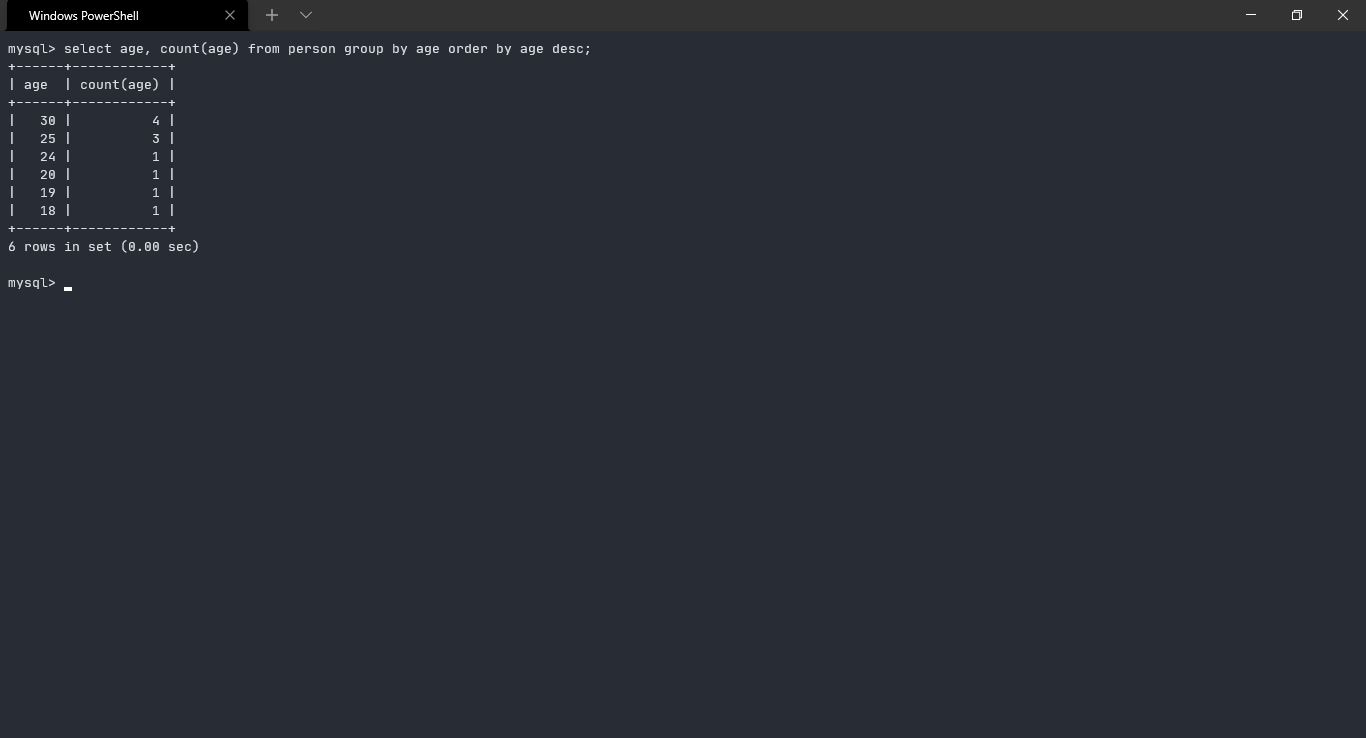 Windows PowerShell
mysql> select age, count(age) from person group by age order by age desc;
+------+------------+
| age  | count(age) |
+------+------------+
|   30 |          4 |
|   25 |          3 |
|   24 |          1 |
|   20 |          1 |
|   19 |          1 |
|   18 |          1 |
+------+------------+
6 rows in set (0.00 sec)
mysql>